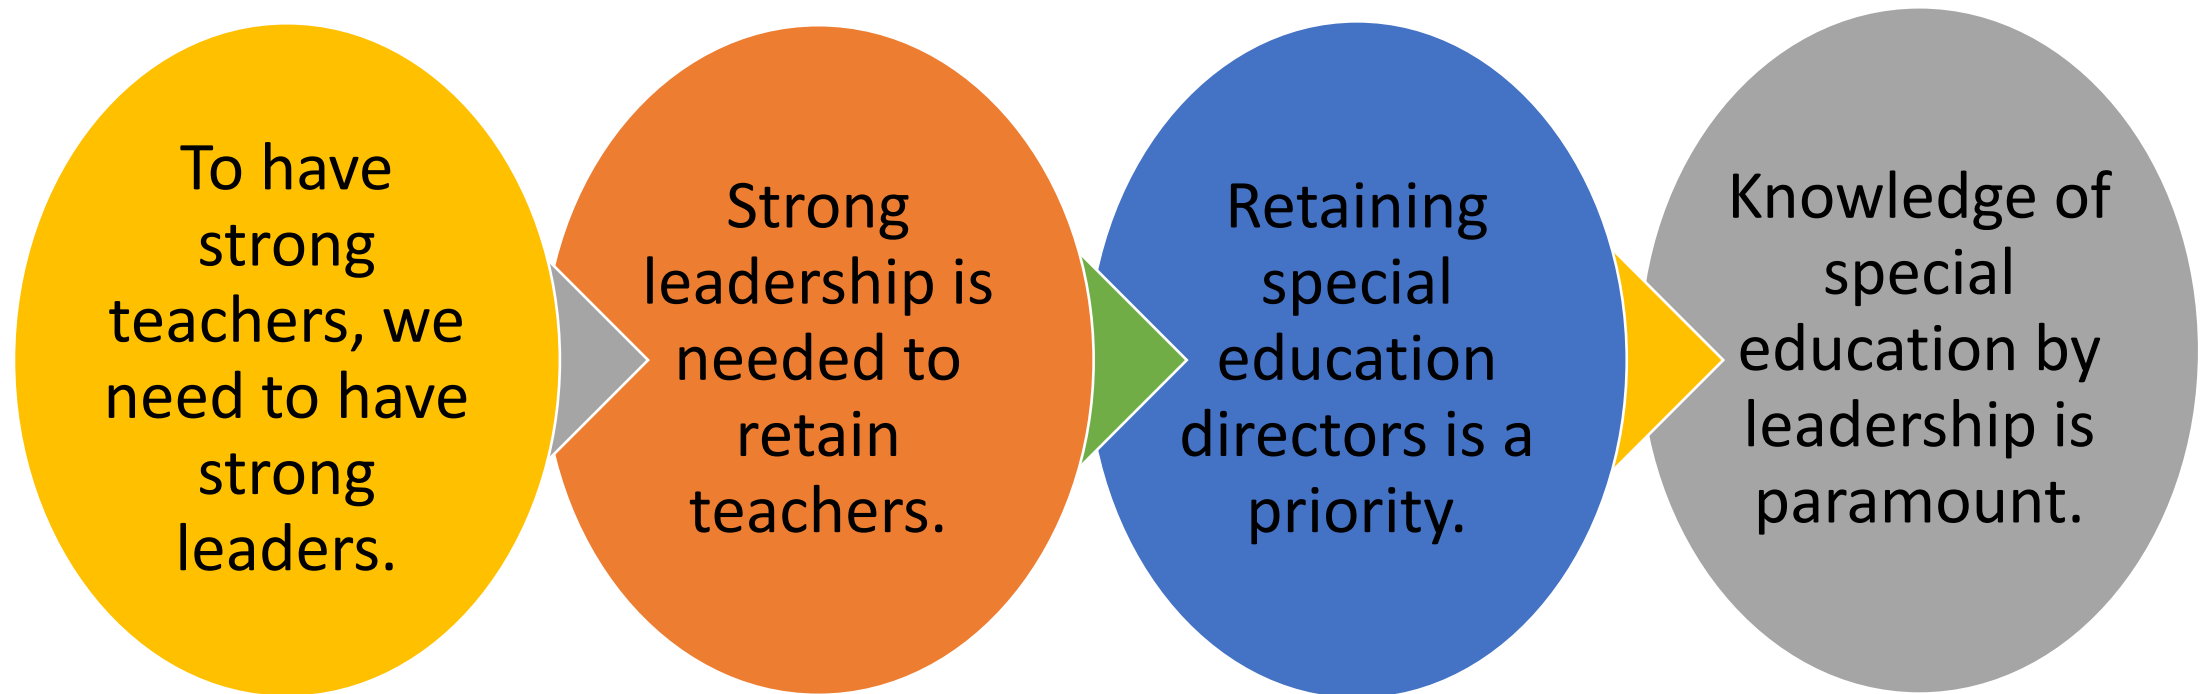 To have
strong
teachers, we
need to have
strong
leaders.
Strong
leadership is
needed to
retain
teachers.
Retaining
special
education
directors is a
priority.
Knowledge of
special
education by
leadership is
paramount.